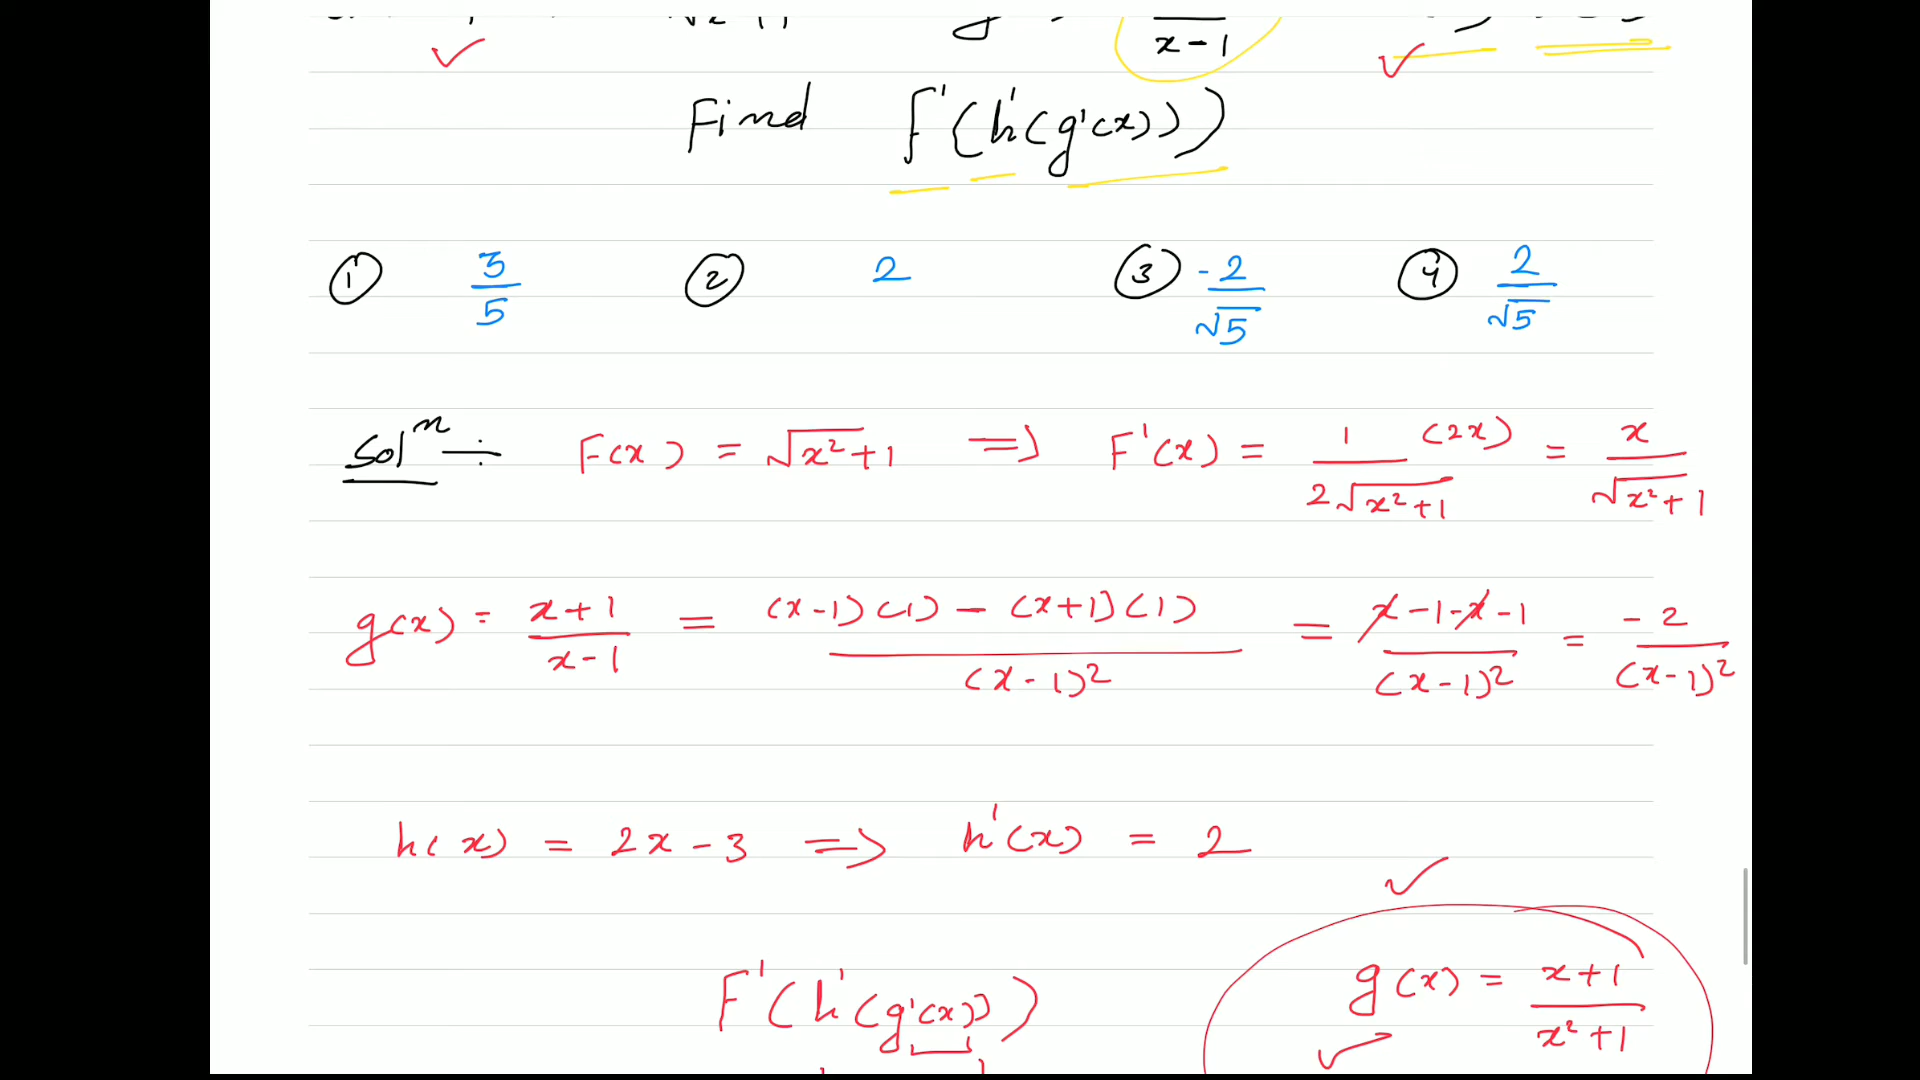 x - 1
Find F'(h'(g'(x)))
① 3/5 ② 2 ③ -2/√5 ④ 2/√5
Solⁿ ÷ F(x) = √x²+1 ⇒ F'(x) = 1/2√x²+1 (2x) = x/√x²+1
g(x) = x+1/x-1 = (x-1)(1) - (x+1)(1)/(x-1)² = x-1-x-1/(x-1)² = -2/(x-1)²
h(x) = 2x-3 ⇒ h'(x) = 2
F'(h'(g'(x))) g(x) = x+1/x²+1